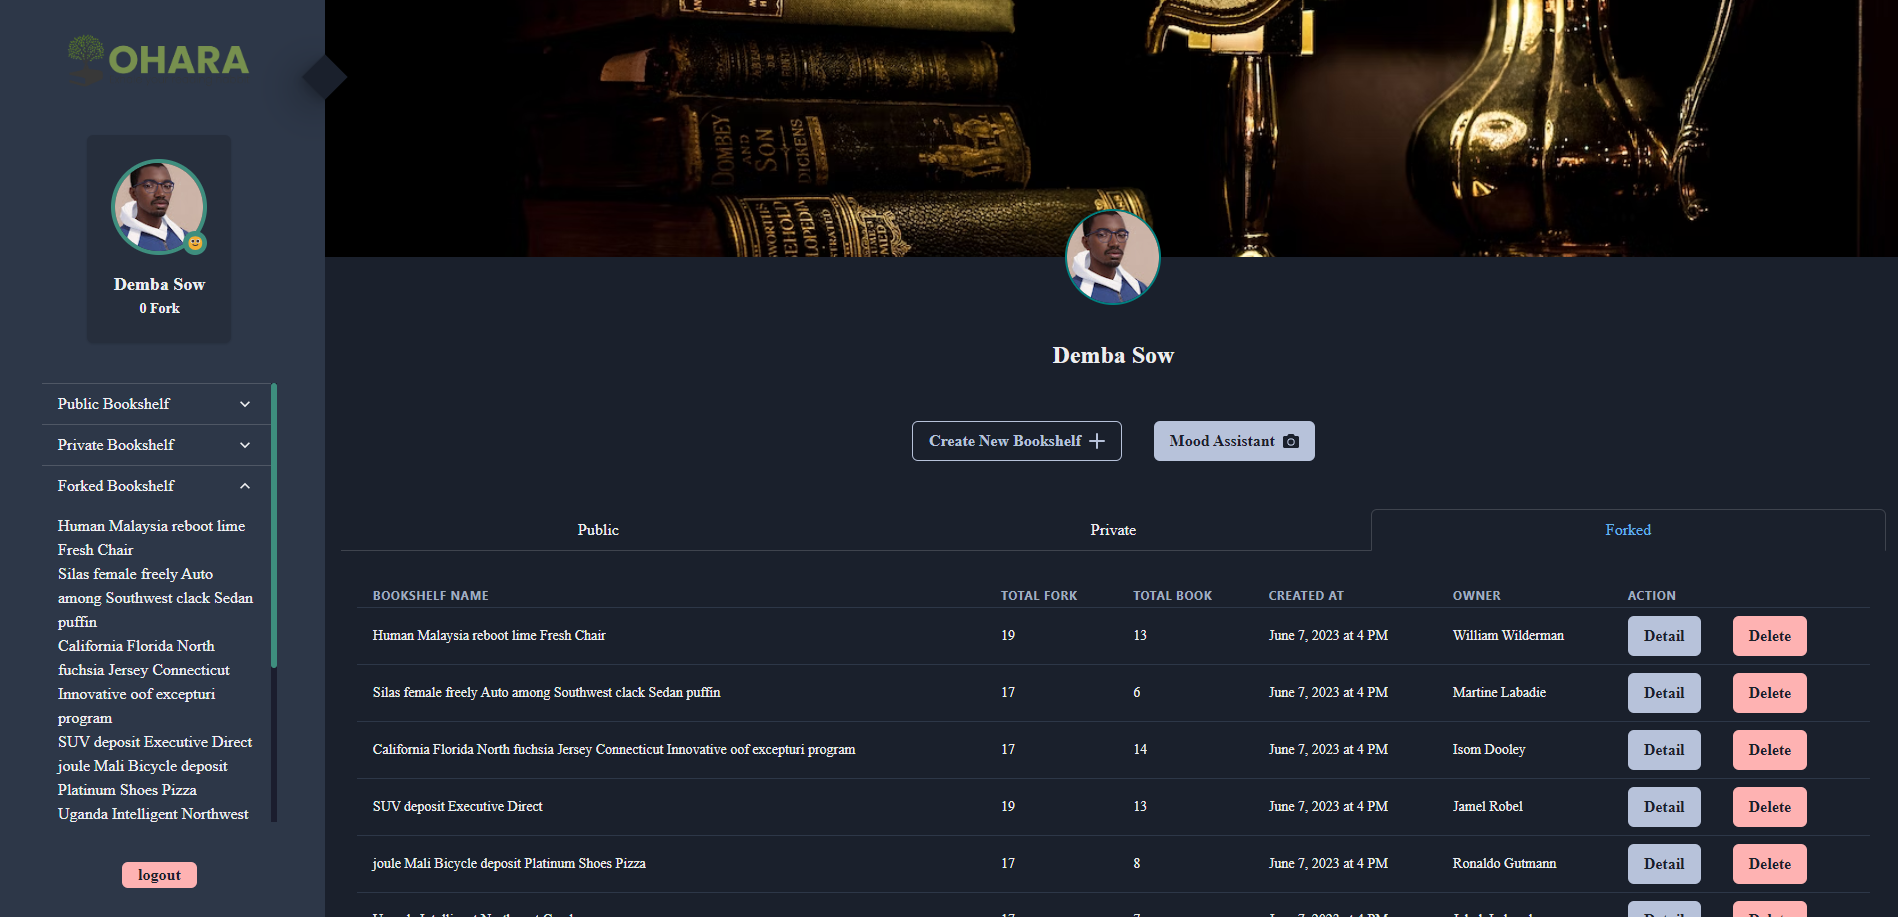 OHARA
Demba Sow
0 Fork
Public Bookshelf
Private Bookshelf
Forked Bookshelf
Human Malaysia reboot lime
Fresh Chair
Silas female freely Auto
among Southwest clack Sedan
puffin
California Florida North
fuchsia Jersey Connecticut
Innovative oof excepturi
program
SUV deposit Executive Direct
joule Mali Bicycle deposit
Platinum Shoes Pizza
Uganda Intelligent Northwest
logout
DOMBEY
AND
SON
DICKENS
Demba Sow
Create New Bookshelf
Mood Assistant
Public Private Forked
BOOKSHELF NAME TOTAL FORK TOTAL BOOK CREATED AT OWNER ACTION
Human Malaysia reboot lime Fresh Chair 19 13 June 7, 2023 at 4 PM William Wilderman Detail Delete
Silas female freely Auto among Southwest clack Sedan puffin 17 6 June 7, 2023 at 4 PM Martine Labadie Detail Delete
California Florida North fuchsia Jersey Connecticut Innovative oof excepturi program 17 14 June 7, 2023 at 4 PM Isom Dooley Detail Delete
SUV deposit Executive Direct 19 13 June 7, 2023 at 4 PM Jamel Robel Detail Delete
joule Mali Bicycle deposit Platinum Shoes Pizza 17 8 June 7, 2023 at 4 PM Ronaldo Gutmann Detail Delete